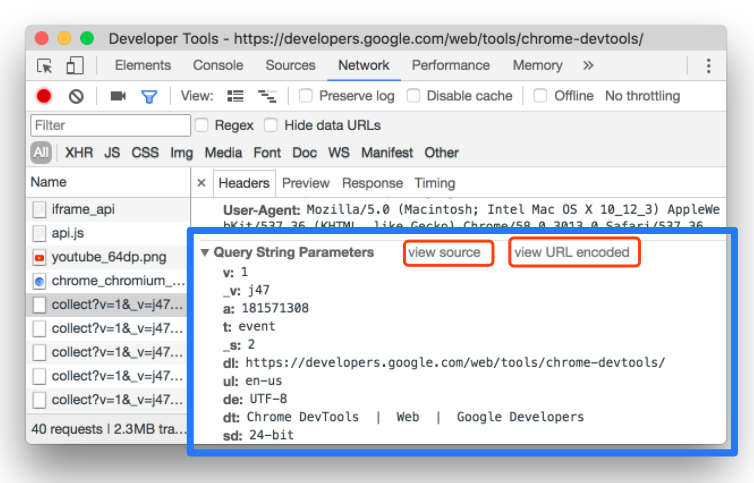 Developer Tools - https://developers.google.com/web/tools/chrome-devtools/
Elements Console Sources Network Performance Memory »
View: Preserve log Disable cache Offline No throttling
Filter Regex Hide data URLs
All XHR JS CSS Img Media Font Doc WS Manifest Other
Name × Headers Preview Response Timing
iframe_api
api.js
youtube_64dp.png
chrome_chromium_...
collect?v=1&_v=j47...
collect?v=1&_v=j47...
collect?v=1&_v=j47...
collect?v=1&_v=j47...
collect?v=1&_v=j47...
40 requests | 2.3MB tra...
User-Agent: Mozilla/5.0 (Macintosh; Intel Mac OS X 10_12_3) AppleWe
bKit/537.36 (KHTML, like Gecko) Chrome/58.0.3013.0 Safari/537.36
Query String Parameters view source view URL encoded
v: 1
_v: j47
a: 181571308
t: event
_s: 2
dl: https://developers.google.com/web/tools/chrome-devtools/
ul: en-us
de: UTF-8
dt: Chrome DevTools | Web | Google Developers
sd: 24-bit